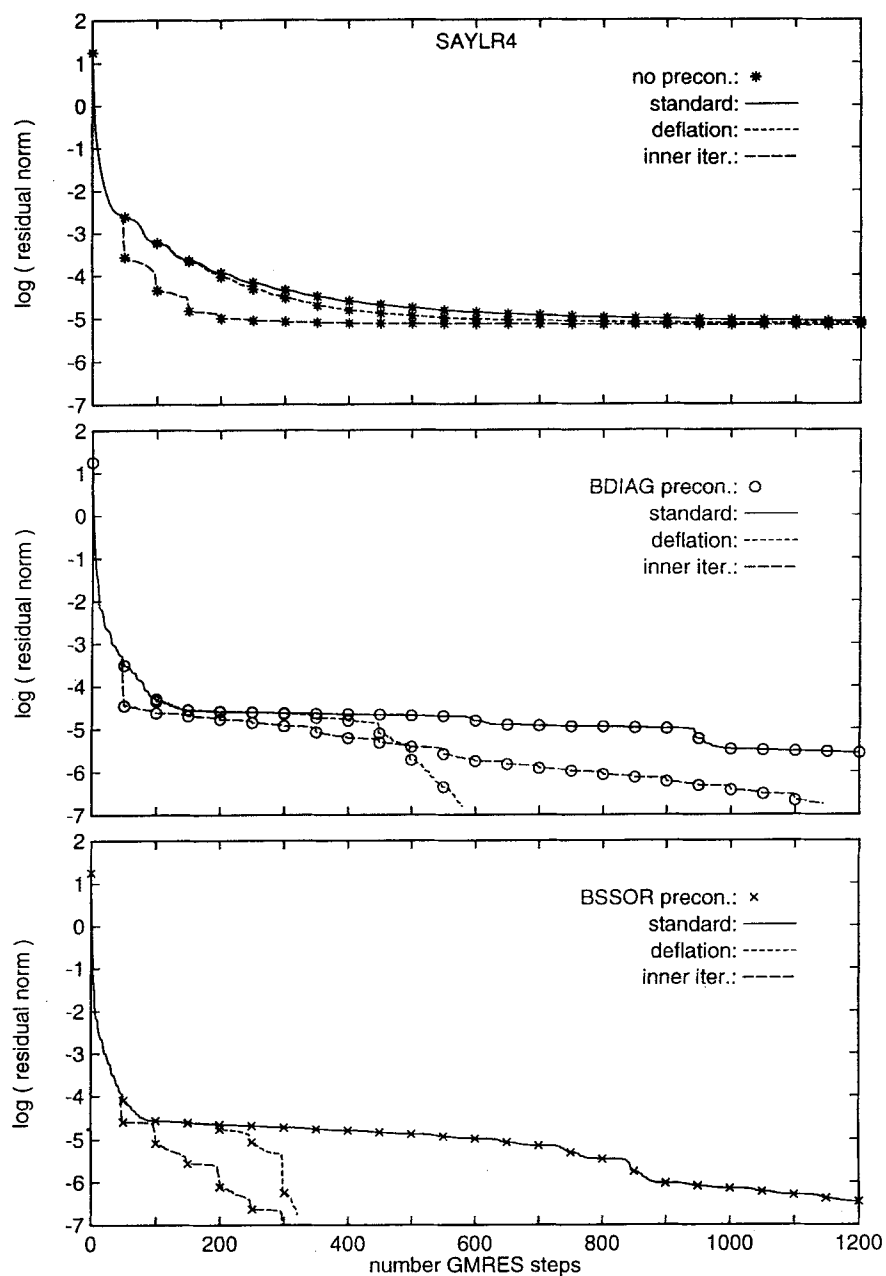 SAYLR4
2
1
0
-1
-2
-3
-4
-5
-6
-7
log ( residual norm )
no precon.:
standard:
deflation:
inner iter.:
2
1
0
-1
-2
-3
-4
-5
-6
-7
log ( residual norm )
BDIAG precon.:
standard:
deflation:
inner iter.:
2
1
0
-1
-2
-3
-4
-5
-6
-7
log ( residual norm )
BSSOR precon.:
standard:
deflation:
inner iter.:
0 200 400 600 800 1000 1200
number GMRES steps